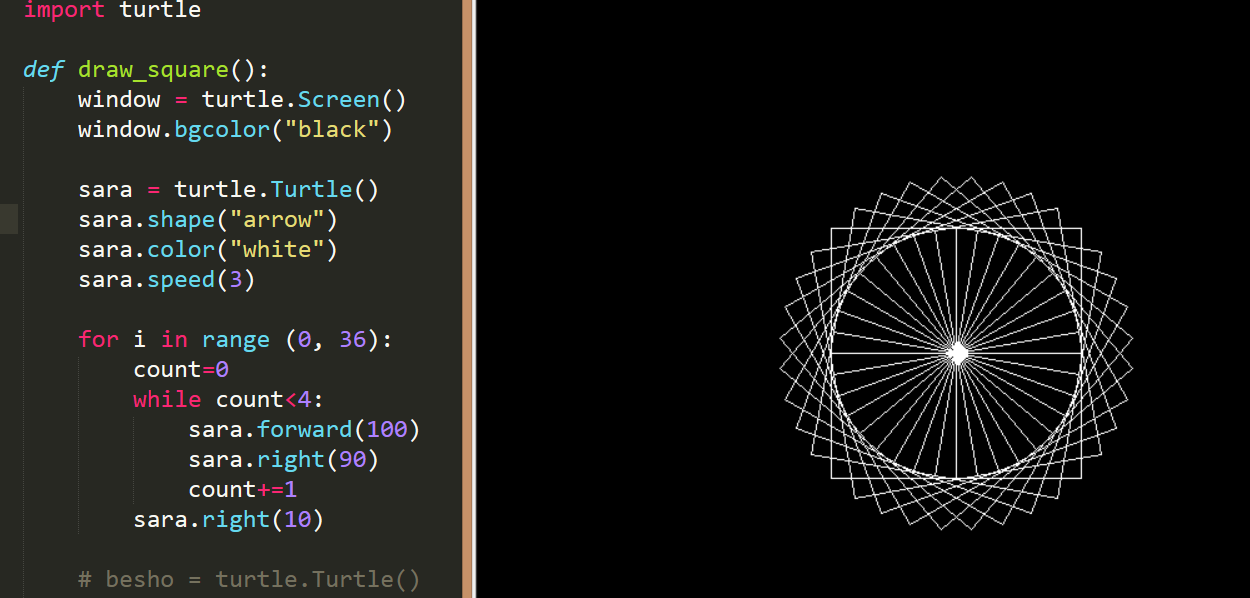 import turtle
def draw_square():
window = turtle.Screen()
window.bgcolor("black")
sara = turtle.Turtle()
sara.shape("arrow")
sara.color("white")
sara.speed(3)
for i in range (0, 36):
count=0
while count<4:
sara.forward(100)
sara.right(90)
count+=1
sara.right(10)
# besho = turtle.Turtle()